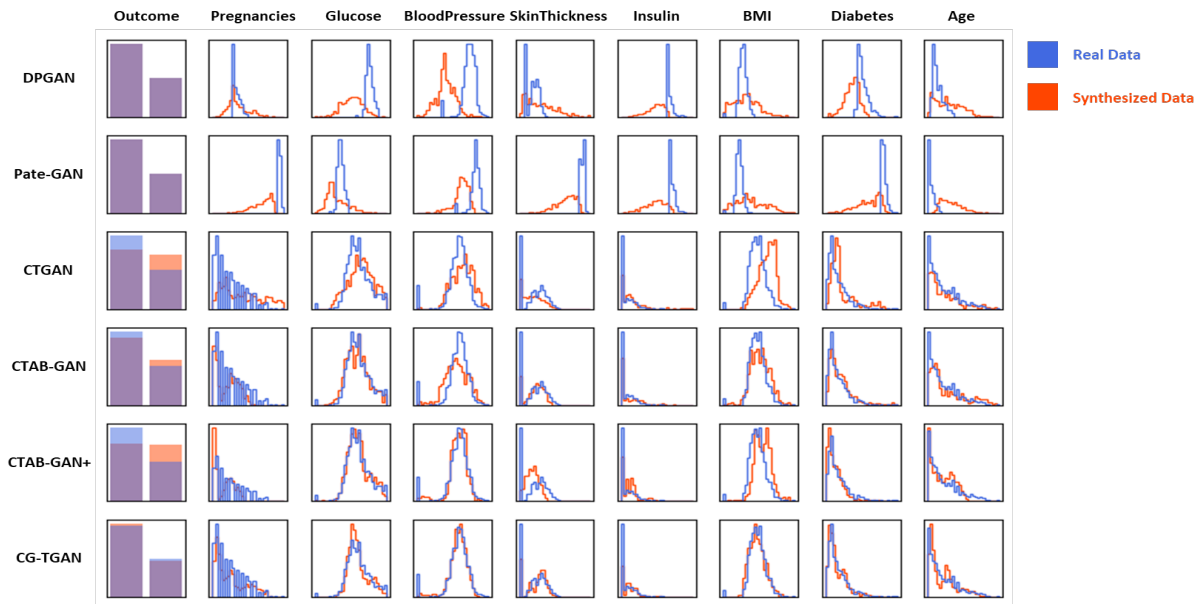 Outcome Pregnancies Glucose BloodPressure SkinThickness Insulin BMI Diabetes Age
DPGAN
Real Data
Synthesized Data
Pate-GAN
CTGAN
CTAB-GAN
CTAB-GAN+
CG-TGAN